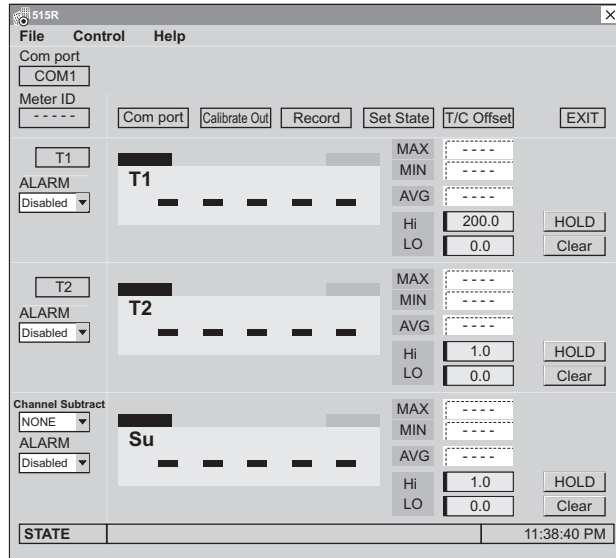 515R
File Control Help
Com port
COM1
Meter ID
- - - - -
Com port Calibrate Out Record Set State T/C Offset EXIT
T1
ALARM
Disabled
T1
- - - - -
MAX - - - -
MIN
AVG - - - -
Hi 200.0 HOLD
LO 0.0 Clear
T2
ALARM
Disabled
T2
- - - - -
MAX - - - -
MIN
AVG - - - -
Hi 1.0 HOLD
LO 0.0 Clear
Channel Subtract
NONE
ALARM
Disabled
Su
- - - - -
MAX - - - -
MIN
AVG - - - -
Hi 1.0 HOLD
LO 0.0 Clear
STATE 11:38:40 PM